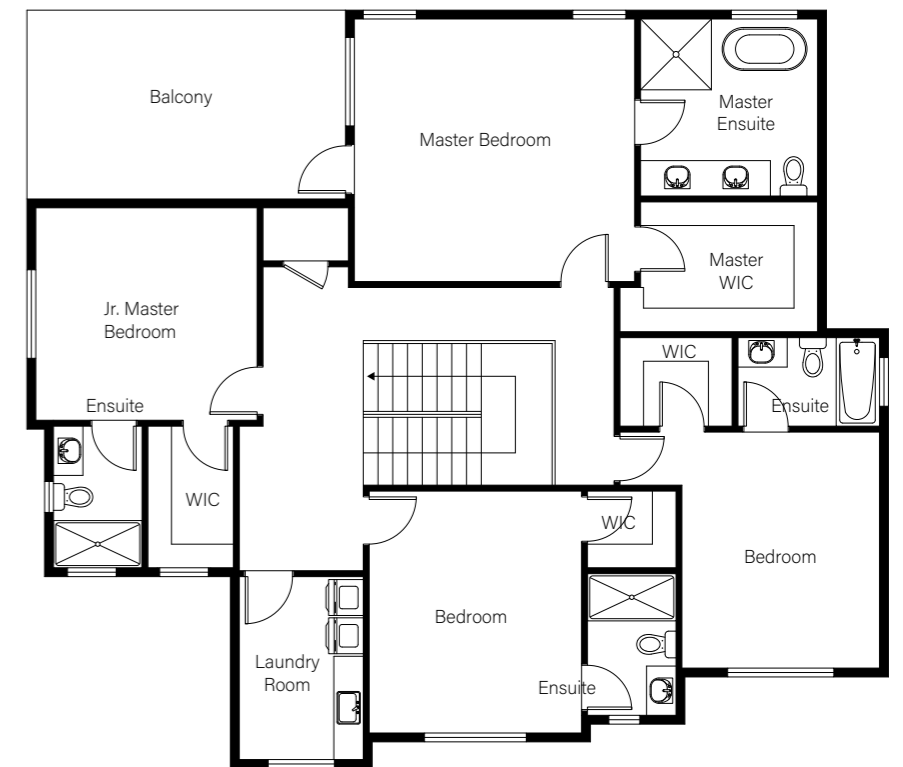 Balcony
Master Bedroom
Master
Ensuite
Master
WIC
Jr. Master
Bedroom
WIC
Ensuite
Ensuite
WIC
WIC
Bedroom
Bedroom
Laundry
Room
Ensuite